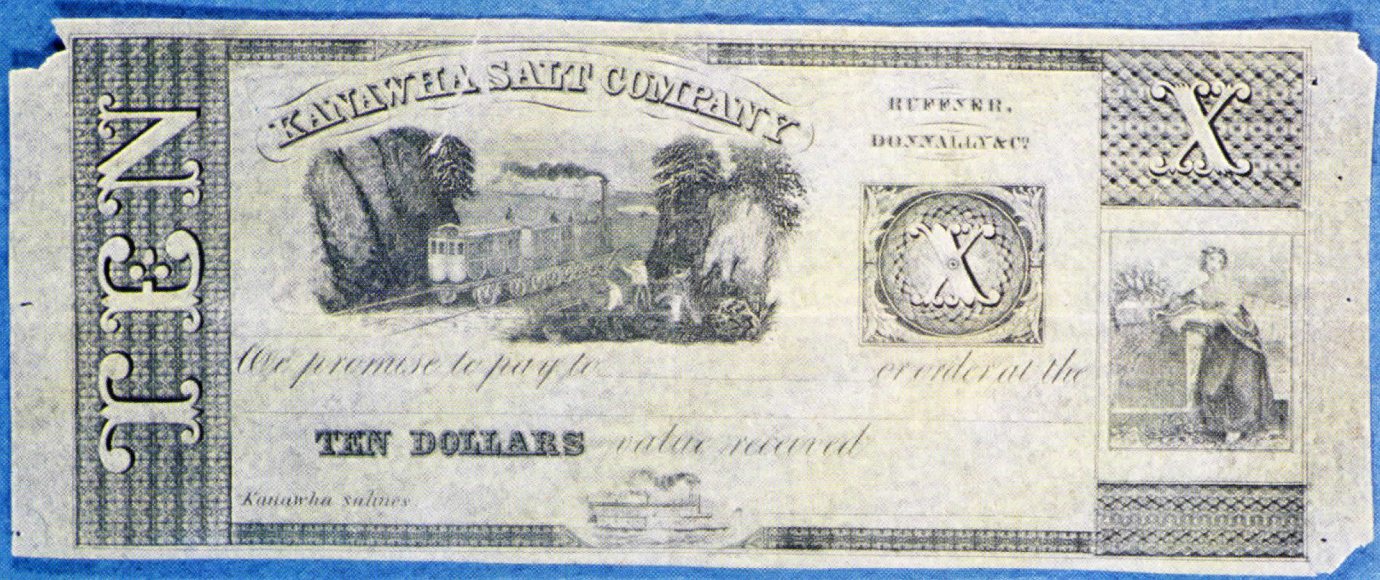 TEN
KANAWHA SALT COMPANY
RUFFNER,
DONNALLY & Cº
X
X
We promise to pay to or order at the
TEN DOLLARS value received
Kanawha salines